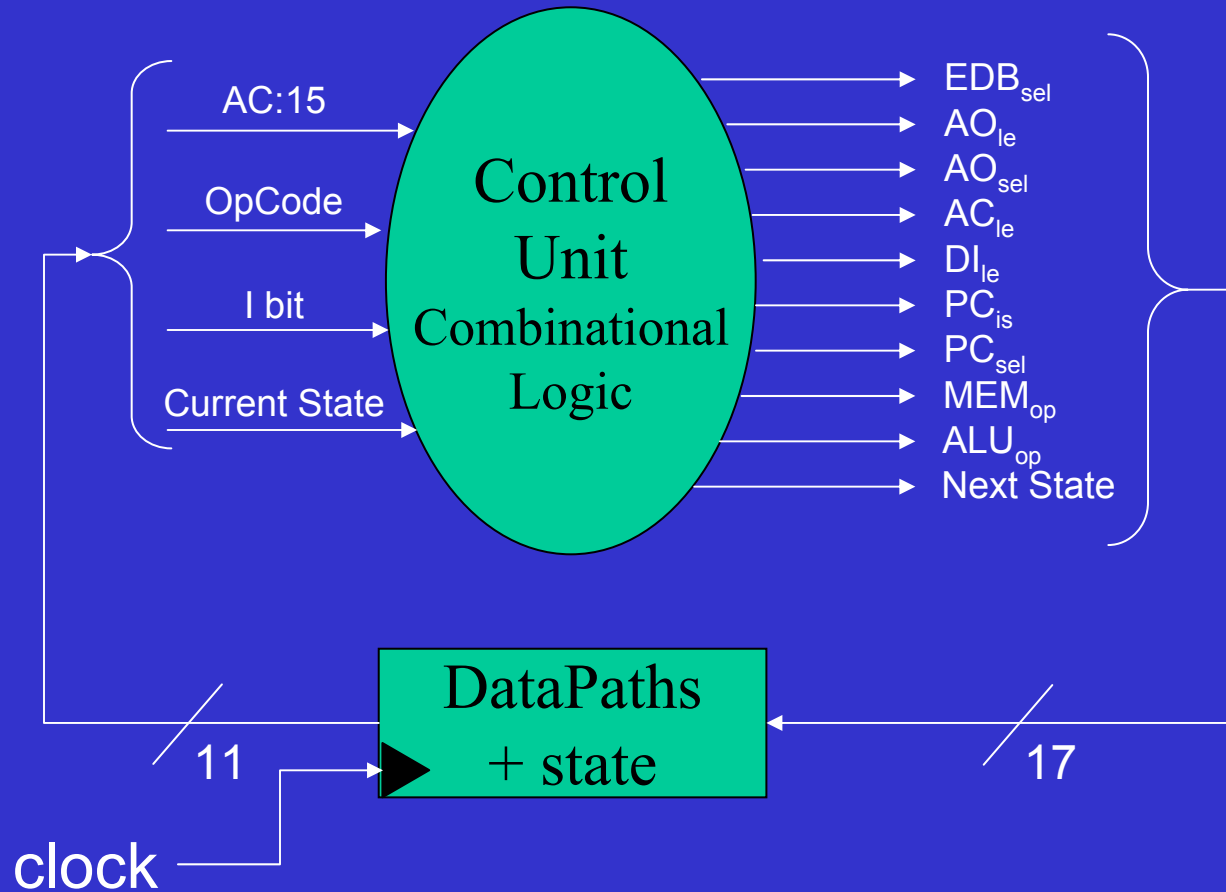 AC:15
OpCode
I bit
Current State
Control
Unit
Combinational
Logic
EDBsel
AOle
AOsel
ACle
DIle
PCis
PCsel
MEMop
ALUop
Next State
DataPaths
+ state
11
17
clock